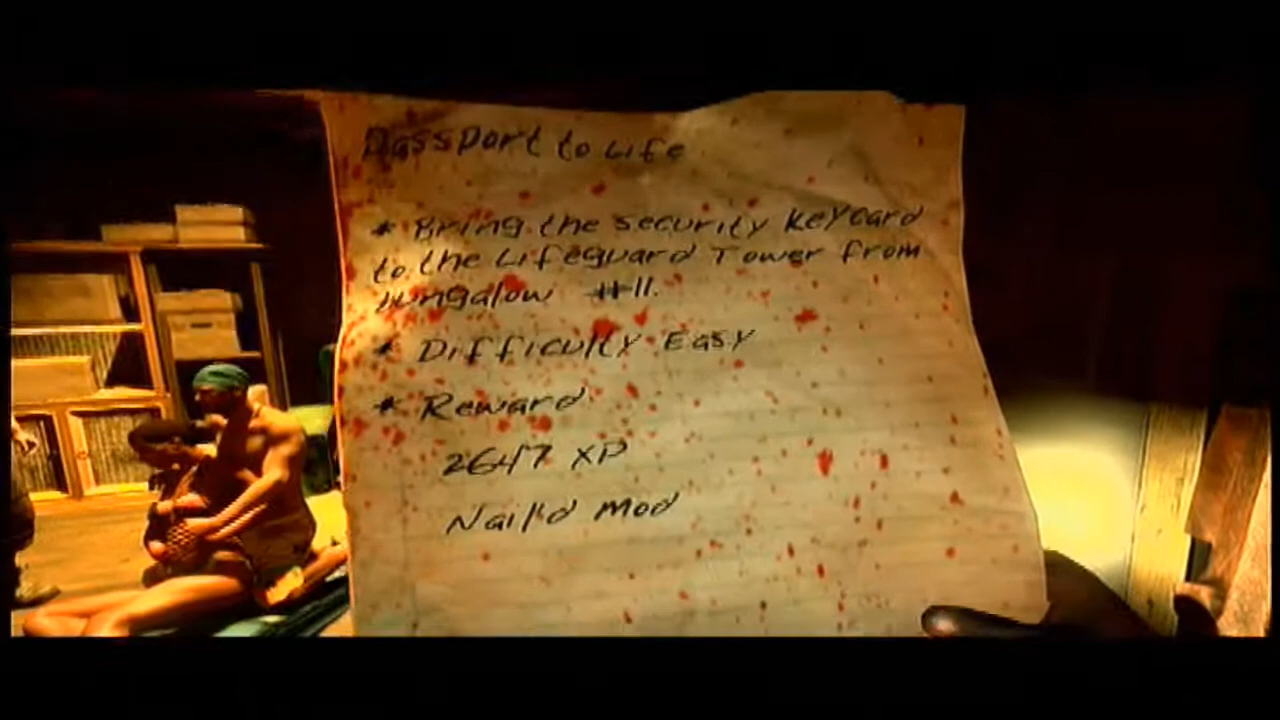 Passport to Life
* Bring the security keycard
to the Lifeguard Tower from
Bungalow #11.
* Difficulty Easy
* Reward
2647 XP
Nail'd Mod